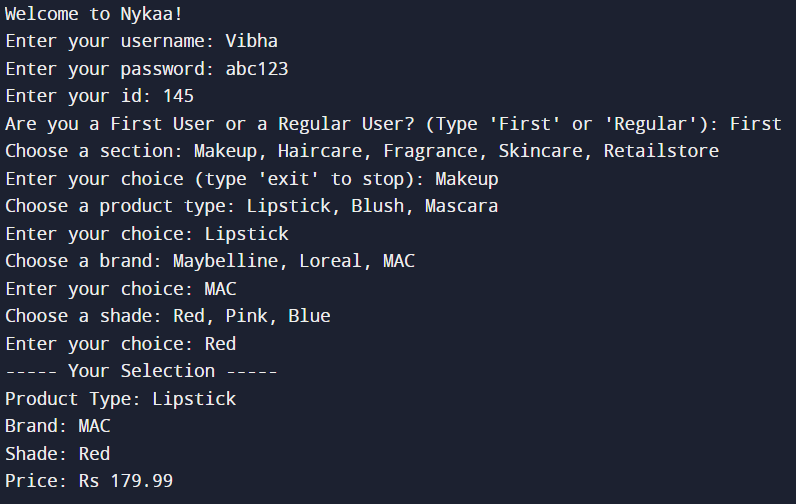 Welcome to Nykaa!
Enter your username: Vibha
Enter your password: abc123
Enter your id: 145
Are you a First User or a Regular User? (Type 'First' or 'Regular'): First
Choose a section: Makeup, Haircare, Fragrance, Skincare, Retailstore
Enter your choice (type 'exit' to stop): Makeup
Choose a product type: Lipstick, Blush, Mascara
Enter your choice: Lipstick
Choose a brand: Maybelline, Loreal, MAC
Enter your choice: MAC
Choose a shade: Red, Pink, Blue
Enter your choice: Red
----- Your Selection -----
Product Type: Lipstick
Brand: MAC
Shade: Red
Price: Rs 179.99